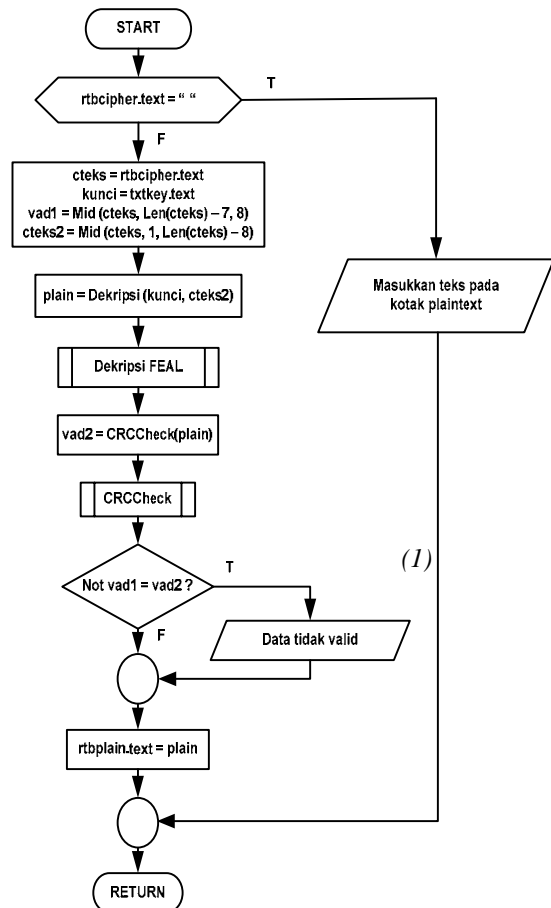 START
rtbcipher.text = “ “
T
F
cteks = rtbcipher.text
kunci = txtkey.text
vad1 = Mid (cteks, Len(cteks) – 7, 8)
cteks2 = Mid (cteks, 1, Len(cteks) – 8)
Masukkan teks pada
kotak plaintext
plain = Dekripsi (kunci, cteks2)
Dekripsi FEAL
vad2 = CRCCheck(plain)
CRCCheck
(1)
Not vad1 = vad2 ?
T
Data tidak valid
F
rtbplain.text = plain
RETURN